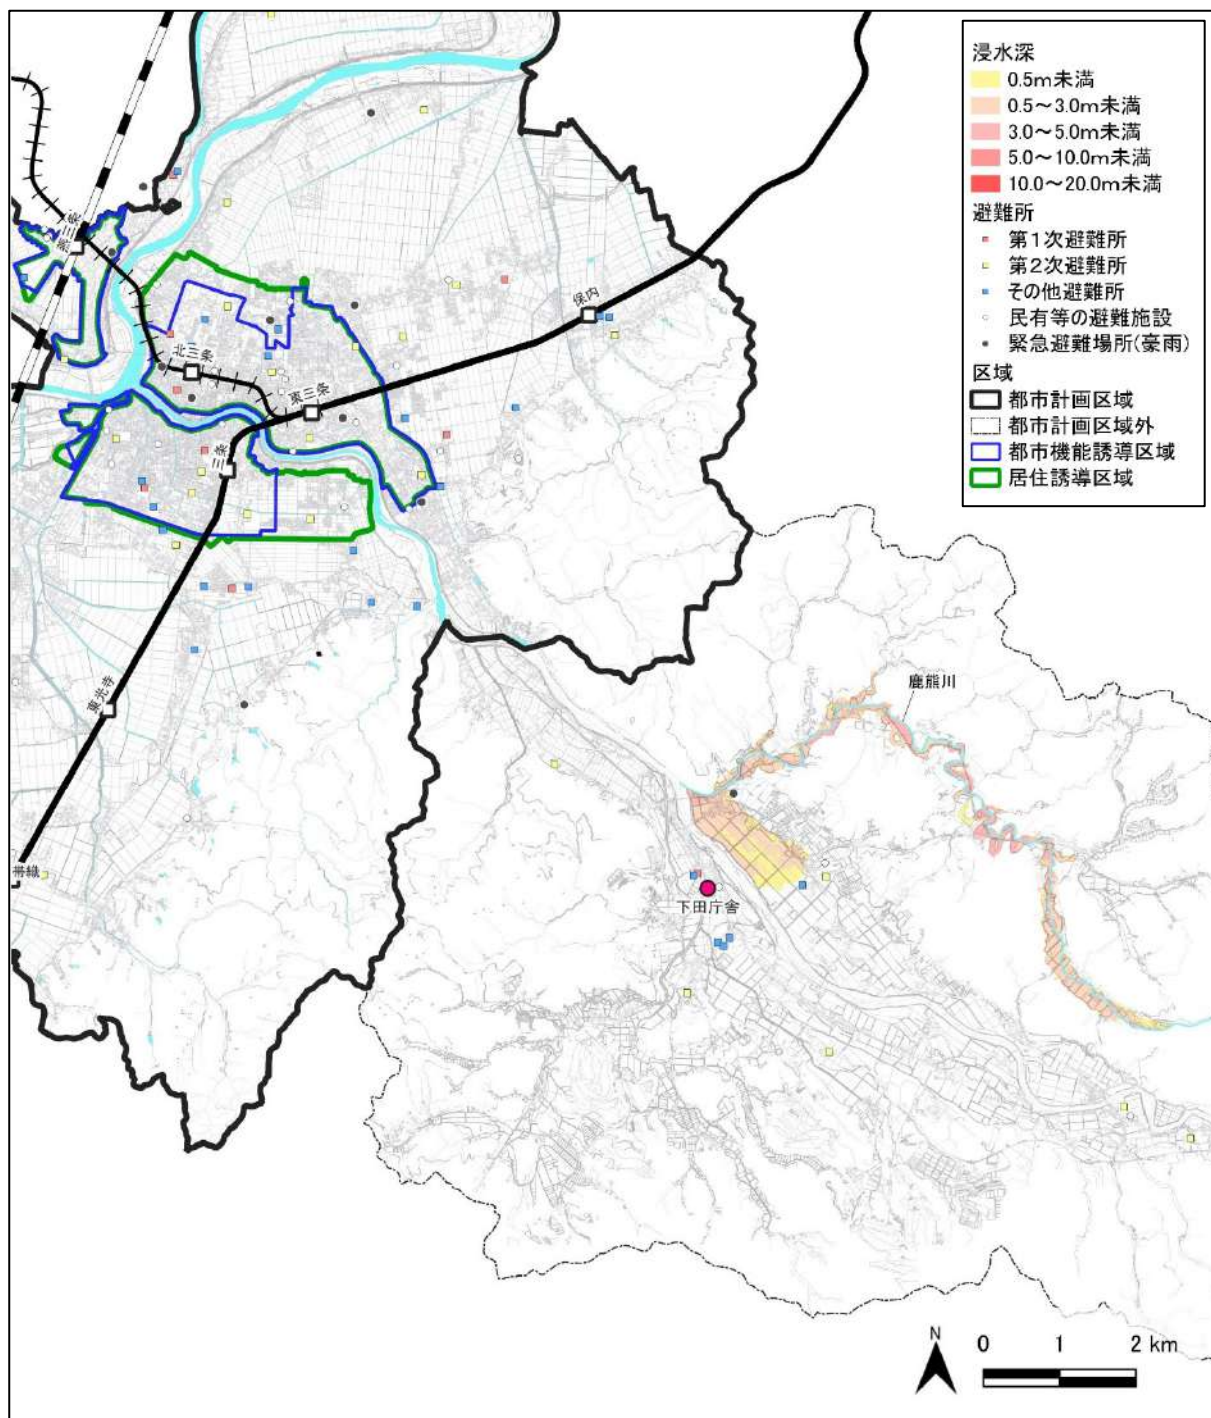 浸水深
0.5m未満
0.5～3.0m未満
3.0～5.0m未満
5.0～10.0m未満
10.0～20.0m未満
避難所
第1次避難所
第2次避難所
その他避難所
民有等の避難施設
緊急避難場所(豪雨)
区域
都市計画区域
都市計画区域外
都市機能誘導区域
居住誘導区域
燕三条
保内
北三条
東三条
三条
東光寺
帯織
鹿熊川
下田庁舎
N
0 1 2 km